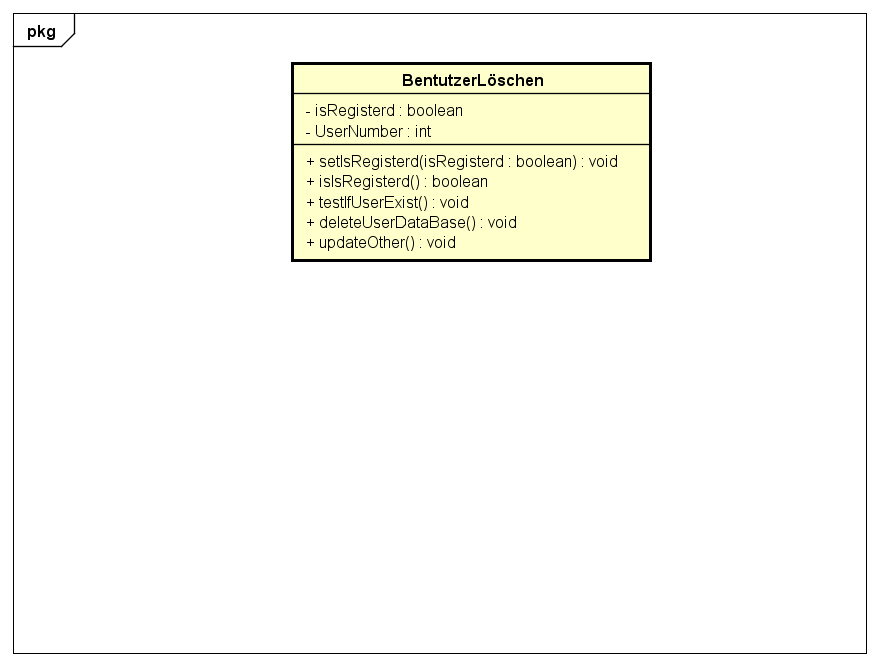 pkg
BentutzerLöschen
- isRegisterd : boolean
- UserNumber : int
+ setIsRegisterd(isRegisterd : boolean) : void
+ isIsRegisterd() : boolean
+ testIfUserExist() : void
+ deleteUserDataBase() : void
+ updateOther() : void